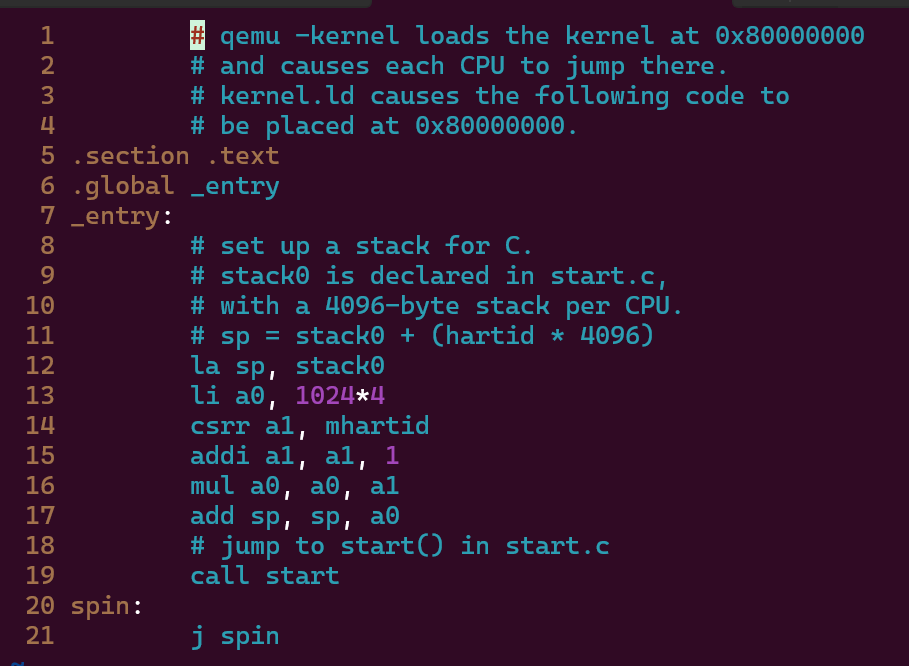 1 # qemu -kernel loads the kernel at 0x80000000
2 # and causes each CPU to jump there.
3 # kernel.ld causes the following code to
4 # be placed at 0x80000000.
5 .section .text
6 .global _entry
7 _entry:
8 # set up a stack for C.
9 # stack0 is declared in start.c,
10 # with a 4096-byte stack per CPU.
11 # sp = stack0 + (hartid * 4096)
12 la sp, stack0
13 li a0, 1024*4
14 csrr a1, mhartid
15 addi a1, a1, 1
16 mul a0, a0, a1
17 add sp, sp, a0
18 # jump to start() in start.c
19 call start
20 spin:
21 j spin
~